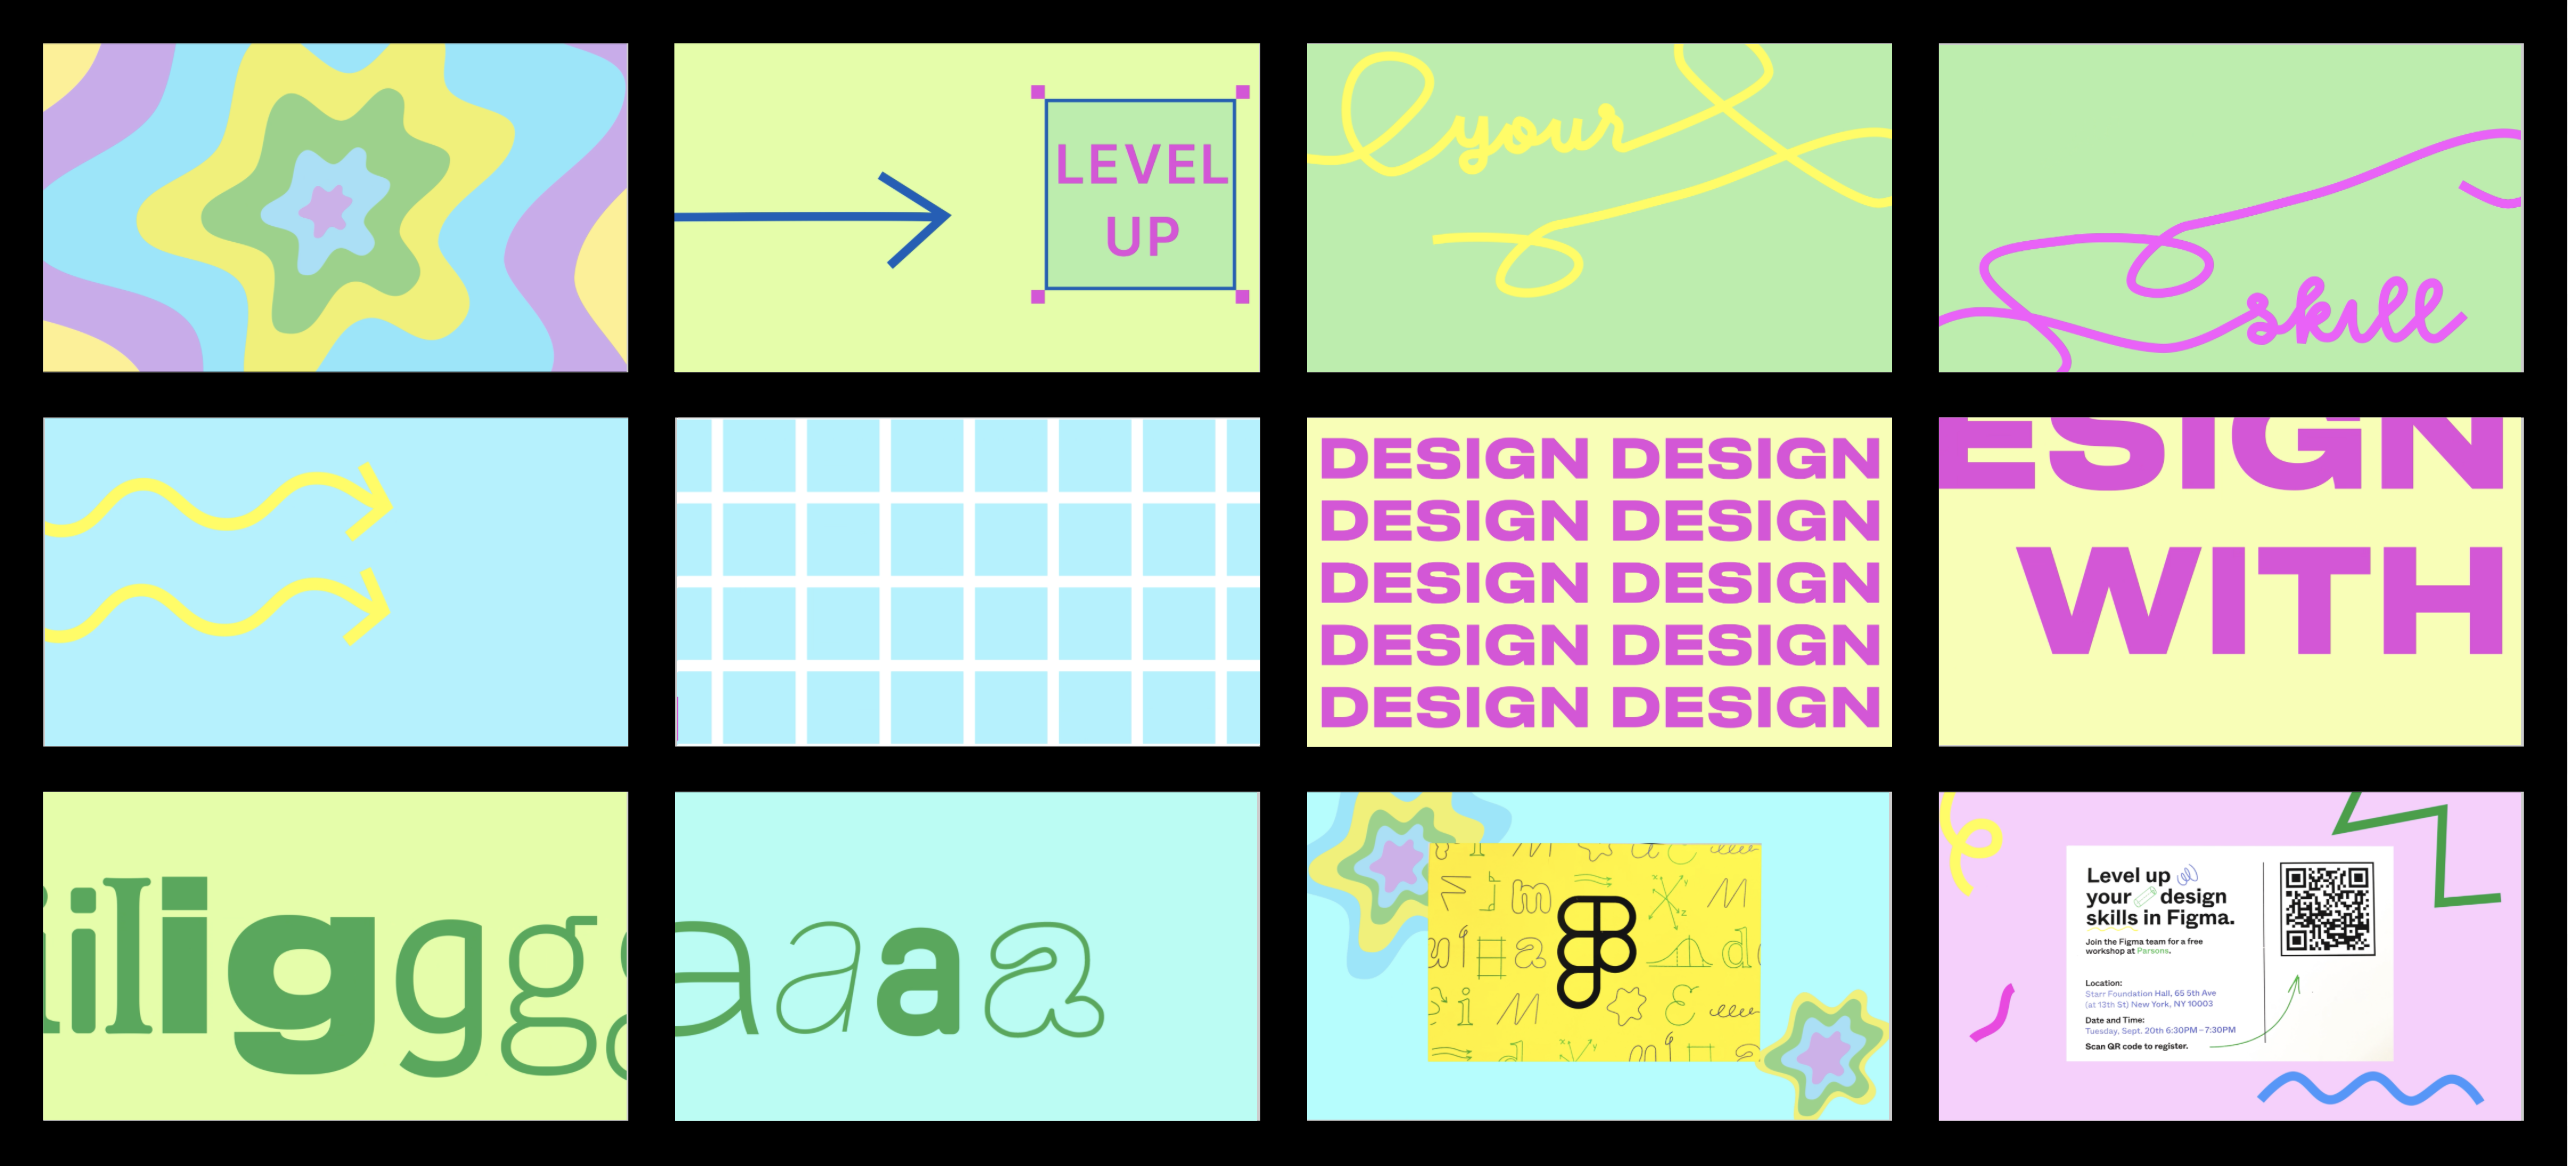 LEVEL
UP
your
skill
DESIGN DESIGN
DESIGN DESIGN
DESIGN DESIGN
DESIGN DESIGN
DESIGN DESIGN
ESIGN
WITH
iligggg
aaaa
Level up
your design
skills in Figma.
Join the Figma team for a free
workshop at Parsons.
Location:
Starr Foundation Hall, 65 5th Ave
(at 13th St) New York, NY 10003
Date and Time:
Tuesday, Sept. 20th 6:30PM–7:30PM
Scan QR code to register.